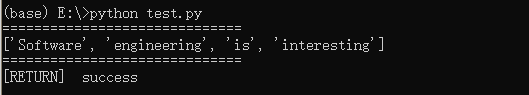 (base) E:\>python test.py
==============================
['Software', 'engineering', 'is', 'interesting']
==============================
[RETURN]  success